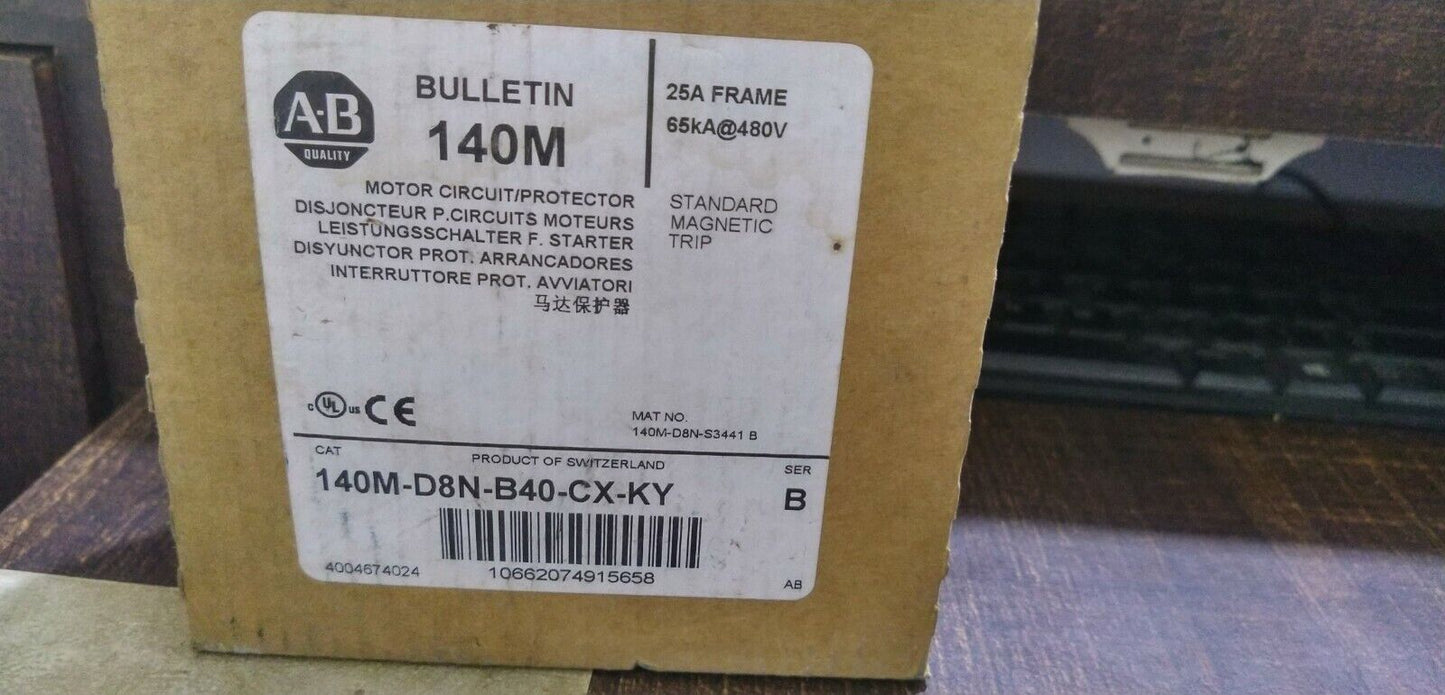 A-B
QUALITY
BULLETIN
140M
25A FRAME
65kA@480V
MOTOR CIRCUIT/PROTECTOR
DISJONCTEUR P.CIRCUITS MOTEURS
LEISTUNGSSCHALTER F. STARTER
DISYUNCTOR PROT. ARRANCADORES
INTERRUTTORE PROT. AVVIATORI
马达保护器
STANDARD
MAGNETIC
TRIP
C UL US CE
MAT NO.
140M-D8N-S3441 B
CAT
PRODUCT OF SWITZERLAND
SER
140M-D8N-B40-CX-KY
B
4004674024
10662074915658
AB